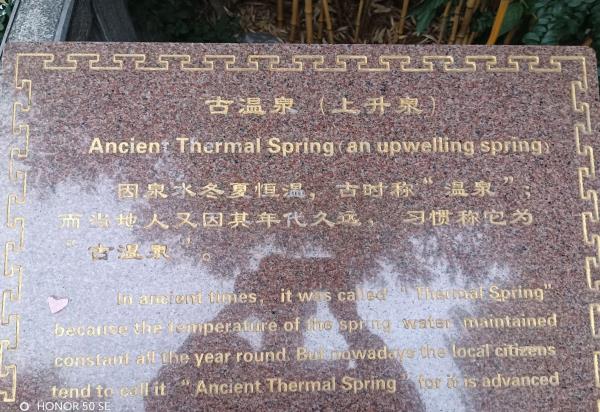 古温泉（上升泉）
Ancient Thermal Spring(an upwelling spring)
因泉水冬夏恒温，古时称“温泉”；
而当地人又因其年代久远，习惯称它为
“古温泉”。
In ancient times, it was called “Thermal Spring”
because the temperature of the spring water maintained
constant all the year round. But nowadays the local citizens
tend to call it “Ancient Thermal Spring” for it is advanced
HONOR 50 SE